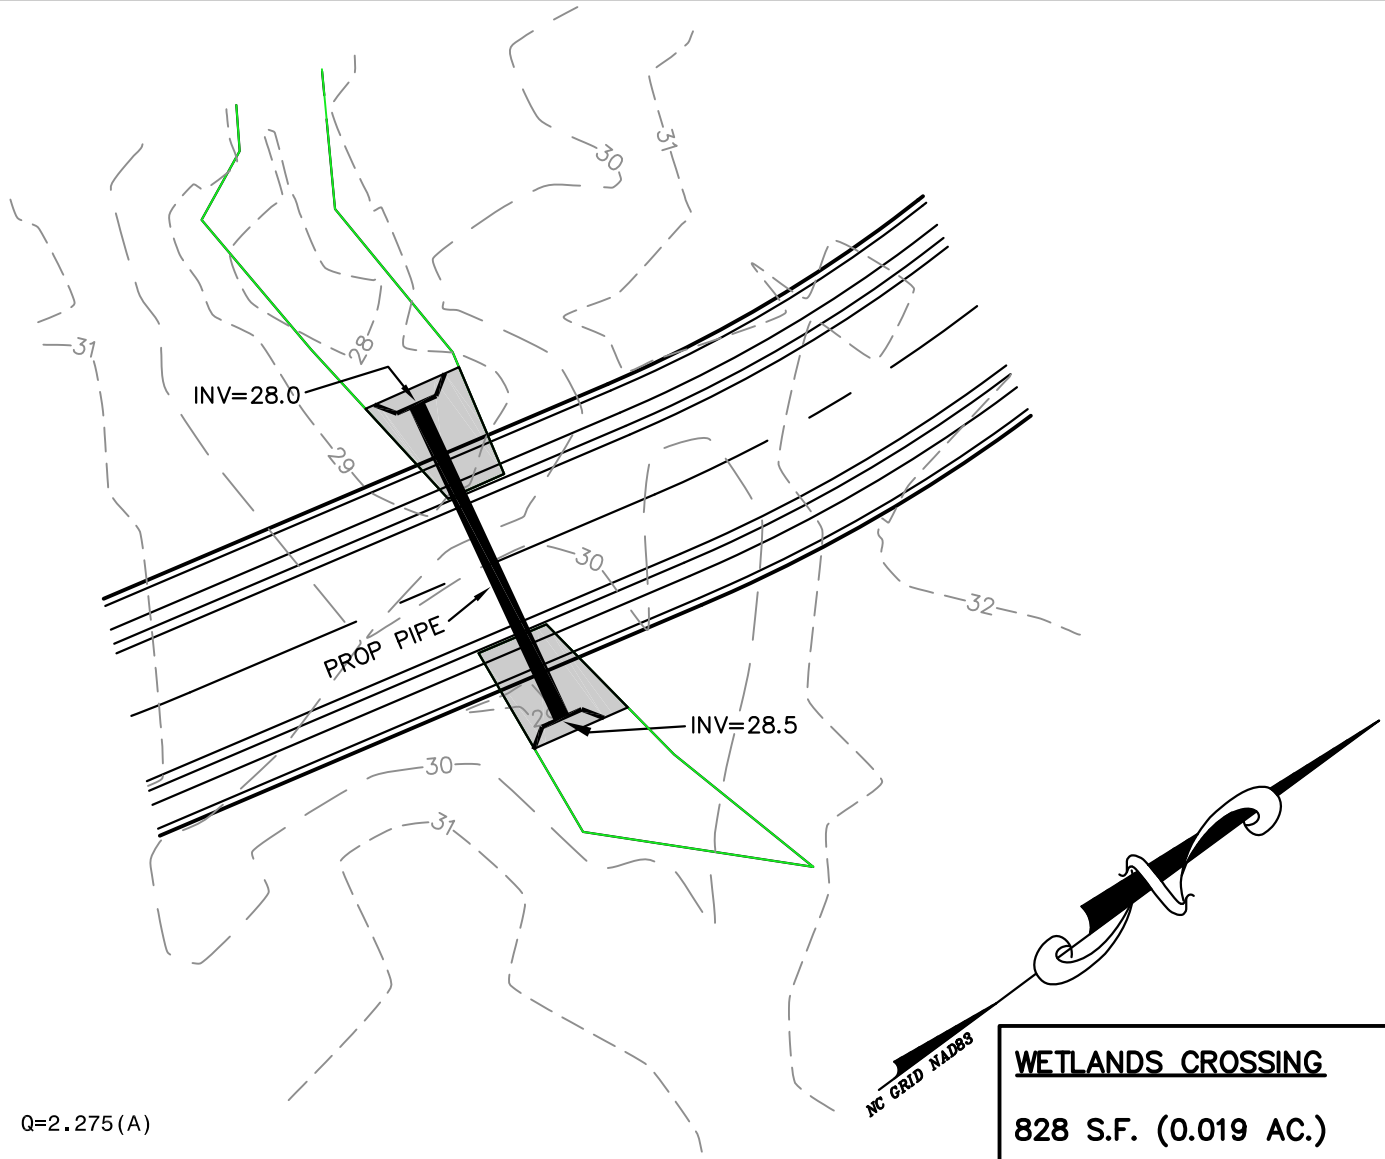 30
31
31
28
INV=28.0
29
30
32
PROP PIPE
29
INV=28.5
30
31
NC GRID NAD83
WETLANDS CROSSING
828 S.F. (0.019 AC.)
Q=2.275(A)